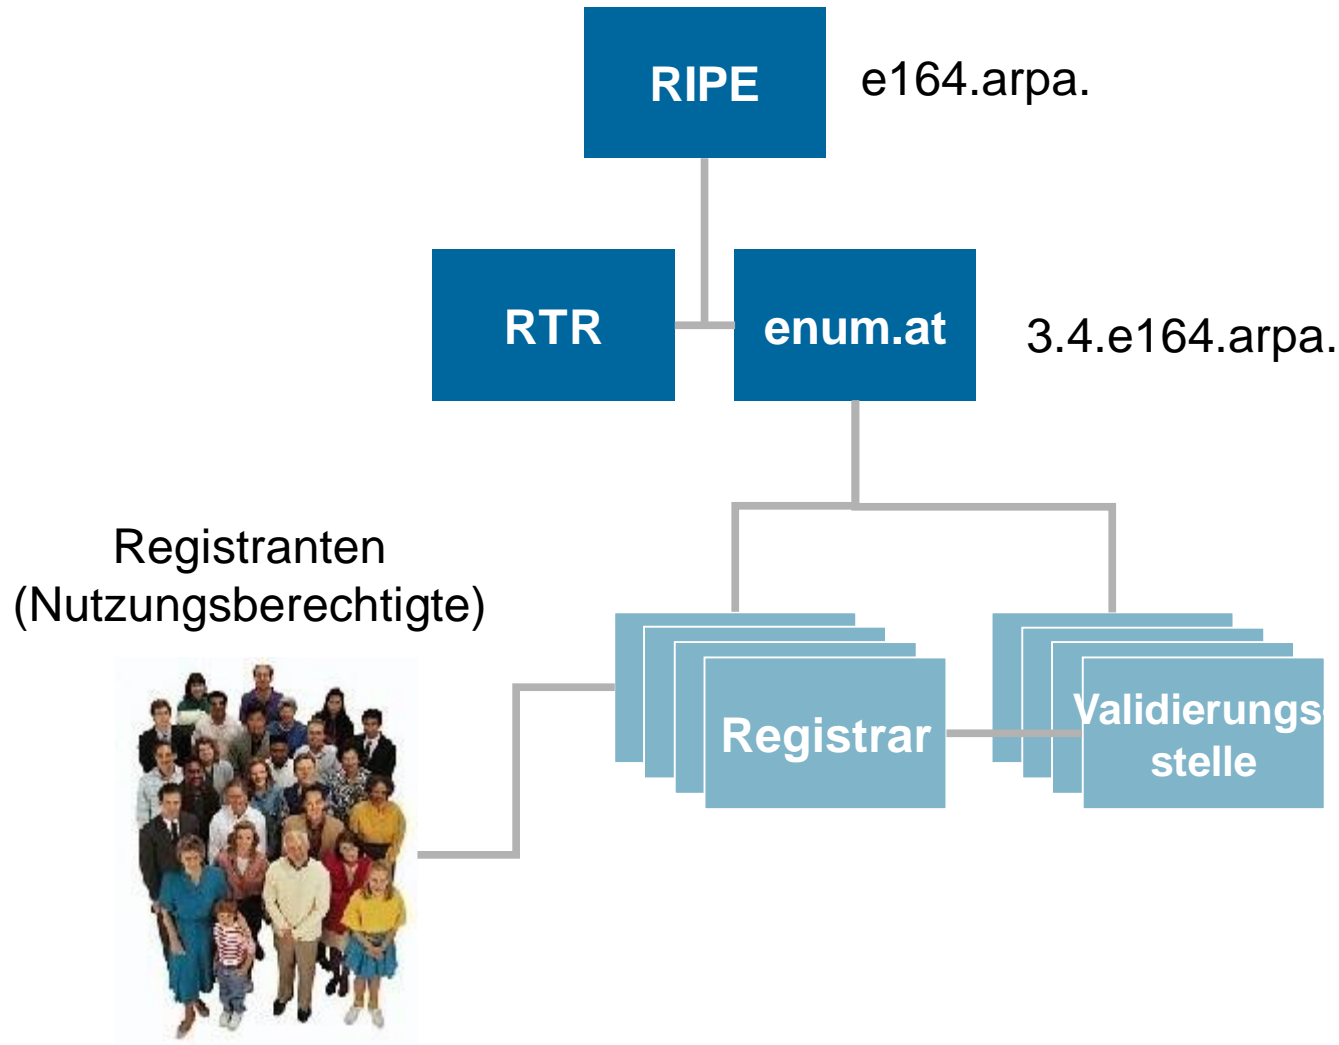 RIPE
e164.arpa.
RTR
enum.at
3.4.e164.arpa.
Registranten
(Nutzungsberechtigte)
Registrar
Validierungs-
stelle